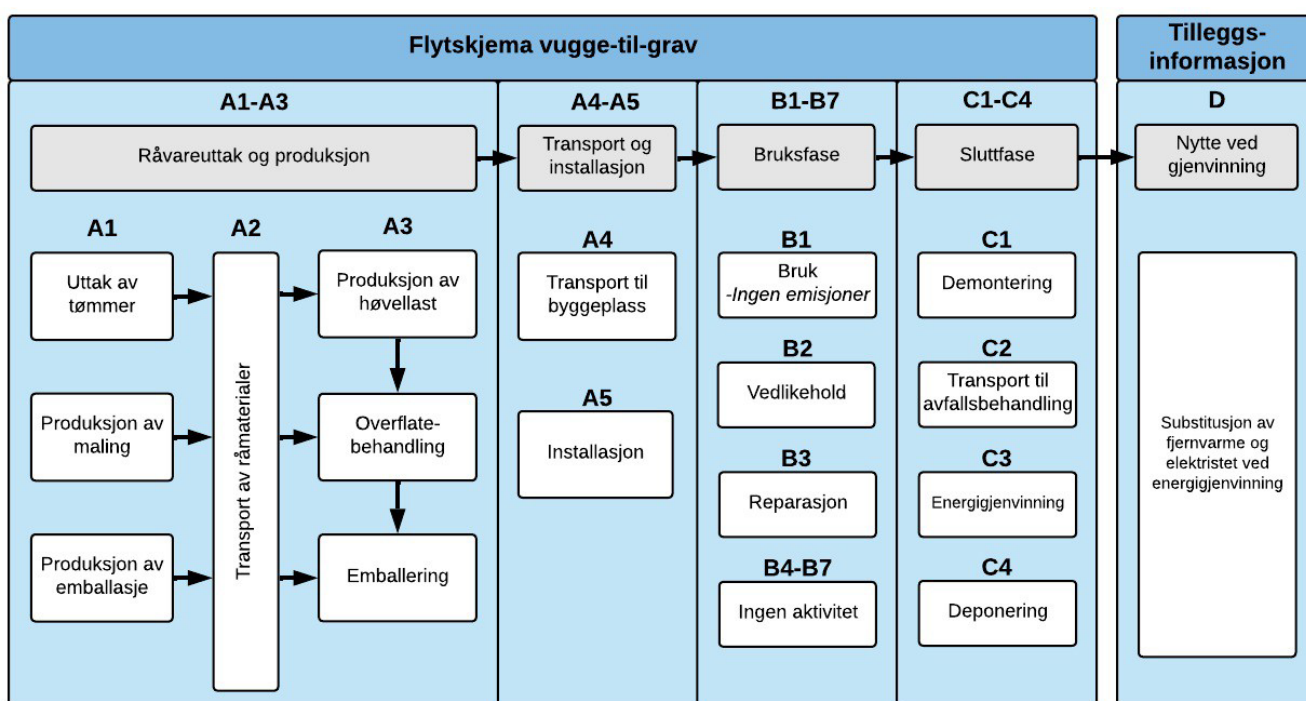 Flytskjema vugge-til-grav
Tilleggs-
informasjon
A1-A3
A4-A5
B1-B7
C1-C4
D
Råvareuttak og produksjon
Transport og
installasjon
Bruksfase
Sluttfase
Nytte ved
gjenvinning
A1
A2
A3
Uttak av
tømmer
Produksjon av
maling
Produksjon av
emballasje
Transport av råmaterialer
Produksjon av
høvellast
Overflate-
behandling
Emballering
A4
Transport til
byggeplass
A5
Installasjon
B1
Bruk
-Ingen emisjoner
B2
Vedlikehold
B3
Reparasjon
B4-B7
Ingen aktivitet
C1
Demontering
C2
Transport til
avfallsbehandling
C3
Energigjenvinning
C4
Deponering
Substitusjon av
fjernvarme og
elektristet ved
energigjenvinning